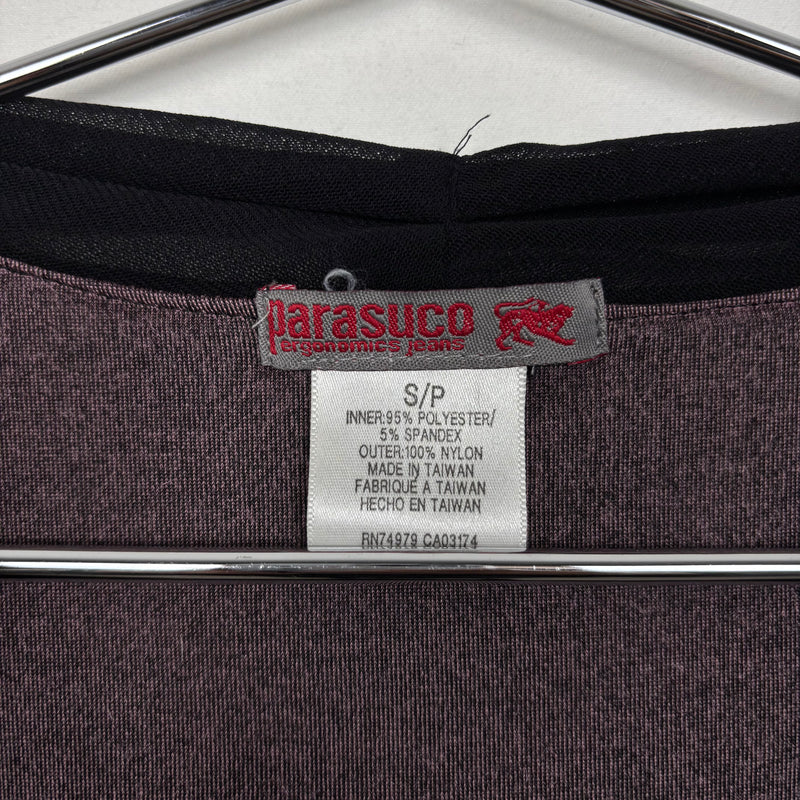 parasuco
ergonomics jeans
S/P
INNER:95% POLYESTER/
5% SPANDEX
OUTER:100% NYLON
MADE IN TAIWAN
FABRIQUÉ À TAIWAN
HECHO EN TAIWAN
RN74979 CA03174